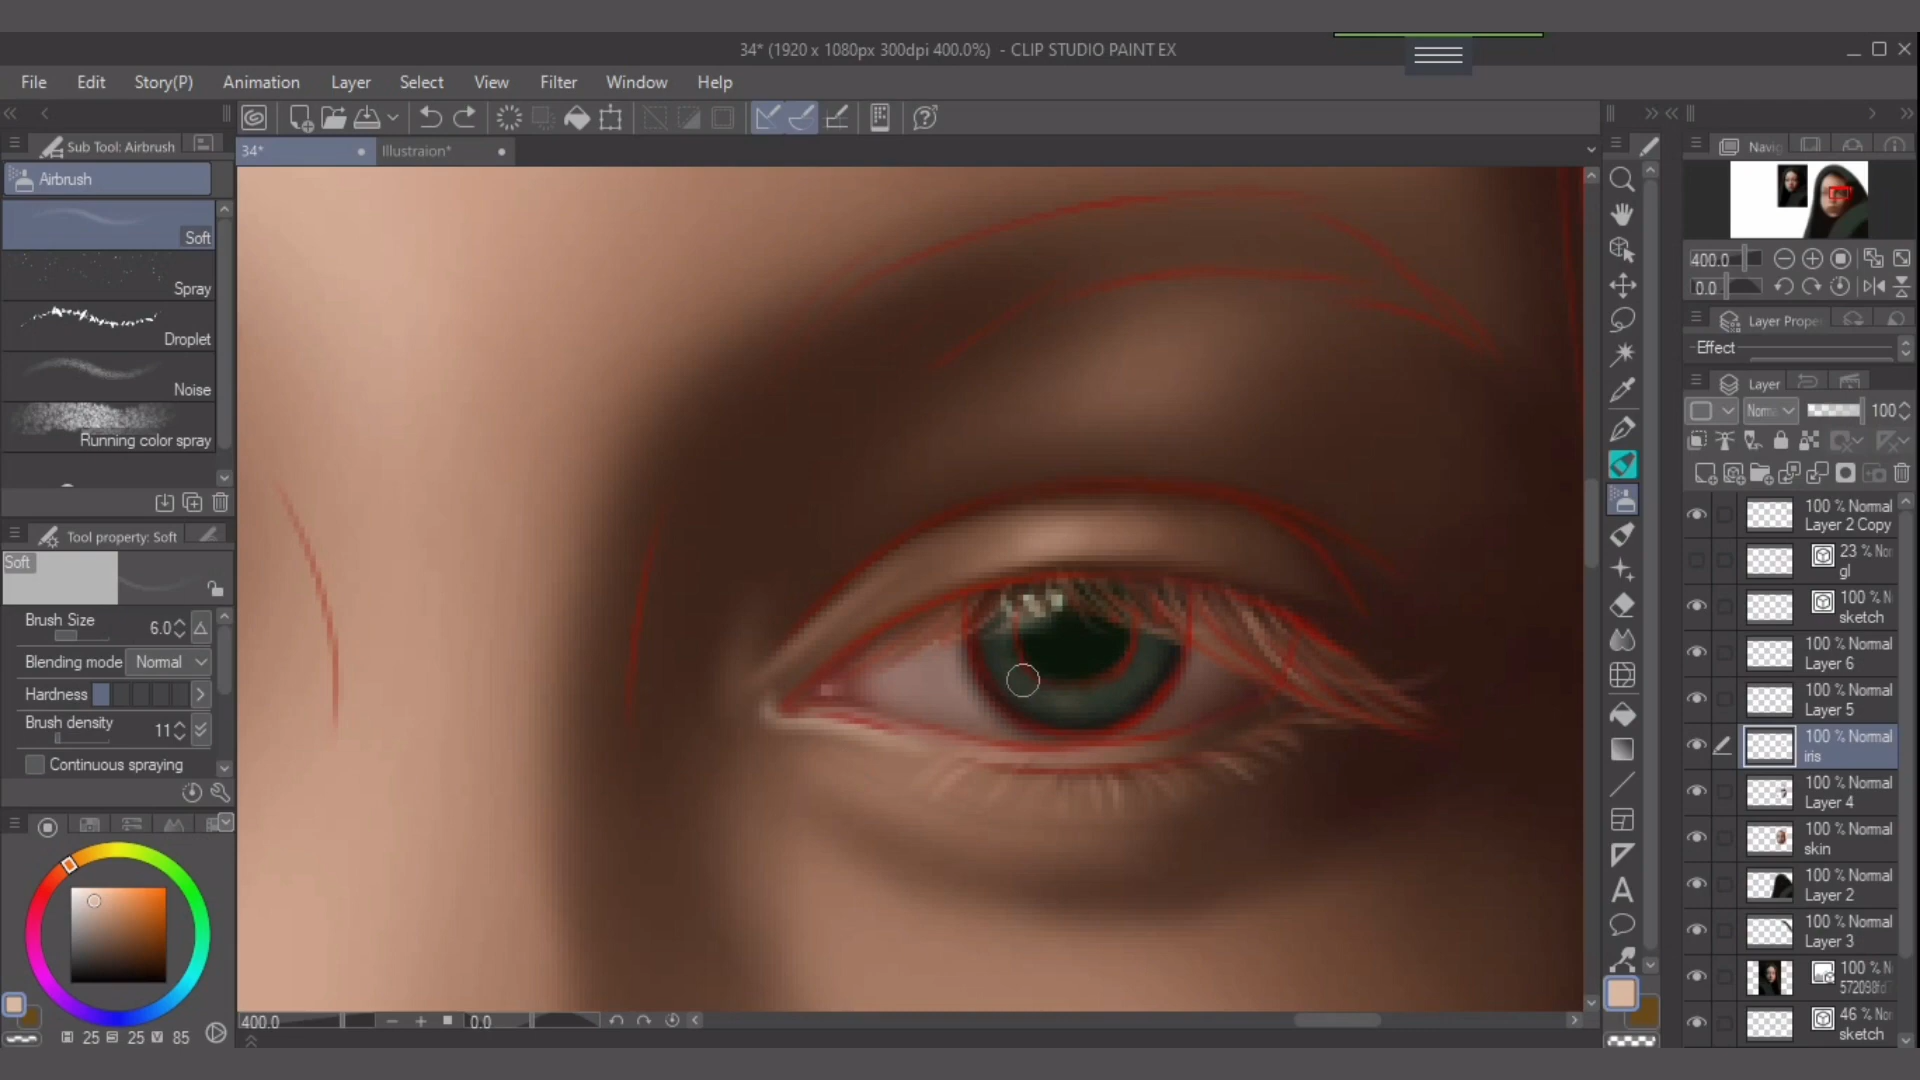 34* (1920 x 1080px 300dpi 400.0%) - CLIP STUDIO PAINT EX
File Edit Story(P) Animation Layer Select View Filter Window Help
Sub Tool: Airbrush
34*
Illustraion*
Airbrush
Soft
Spray
Droplet
Noise
Running color spray
Tool property: Soft
Soft
Brush Size 6.0
Blending mode Normal
Hardness
Brush density 11
Continuous spraying
25 25 85
400.0 0.0
A
Navig
400.0
0.0
Layer Prope
Effect
Layer
Norm 100
100 % Normal
Layer 2 Copy
23 % No
gl
100 % N
sketch
100 % Normal
Layer 6
100 % Normal
Layer 5
100 % Normal
iris
100 % Normal
Layer 4
100 % Normal
skin
100 % Normal
Layer 2
100 % Normal
Layer 3
100 % N
572098fd
46 % No
sketch